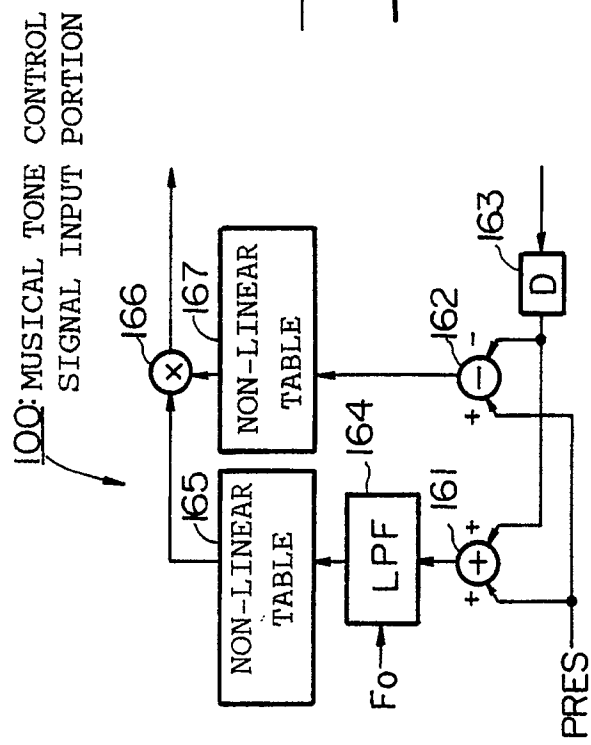 100: MUSICAL TONE CONTROL
SIGNAL INPUT PORTION
166
×
165
NON-LINEAR
TABLE
167
NON-LINEAR
TABLE
164
LPF
Fo
161
+
+
+
162
+
-
-
163
D
PRES